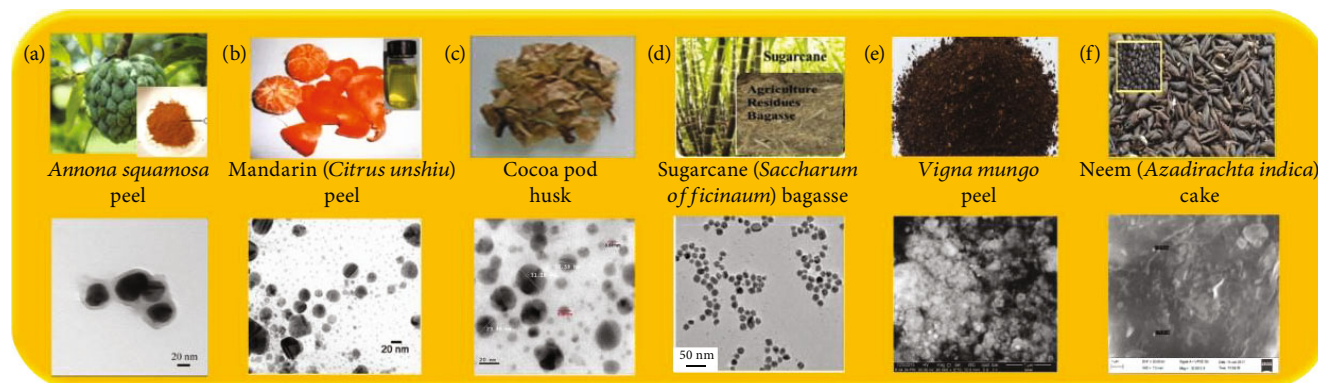 (a)
Annona squamosa
peel
20 nm
(b)
Mandarin (Citrus unshiu)
peel
20 nm
(c)
Cocoa pod
husk
20 nm
(d)
Sugarcane
Agriculture
Residues
Bagasse
Sugarcane (Saccharum
of ficinaum) bagasse
50 nm
(e)
Vigna mungo
peel
(f)
Neem (Azadirachta indica)
cake